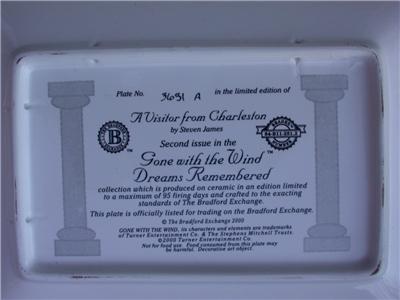 Plate No. 3691 A in the limited edition of
A Visitor from Charleston
by Steven James
Second issue in the
Gone with the Wind™
Dreams Remembered
collection which is produced on ceramic in an edition limited
to a maximum of 95 firing days and crafted to the exacting
standards of The Bradford Exchange.
This plate is officially listed for trading on the Bradford Exchange.
© The Bradford Exchange 2000
GONE WITH THE WIND, its characters and elements are trademarks
of Turner Entertainment Co. & The Stephens Mitchell Trusts.
©2000 Turner Entertainment Co.
Not for food use. Food consumed from this plate may
be harmful. Decorative art object.
B
™
BRADEX
NUMBER